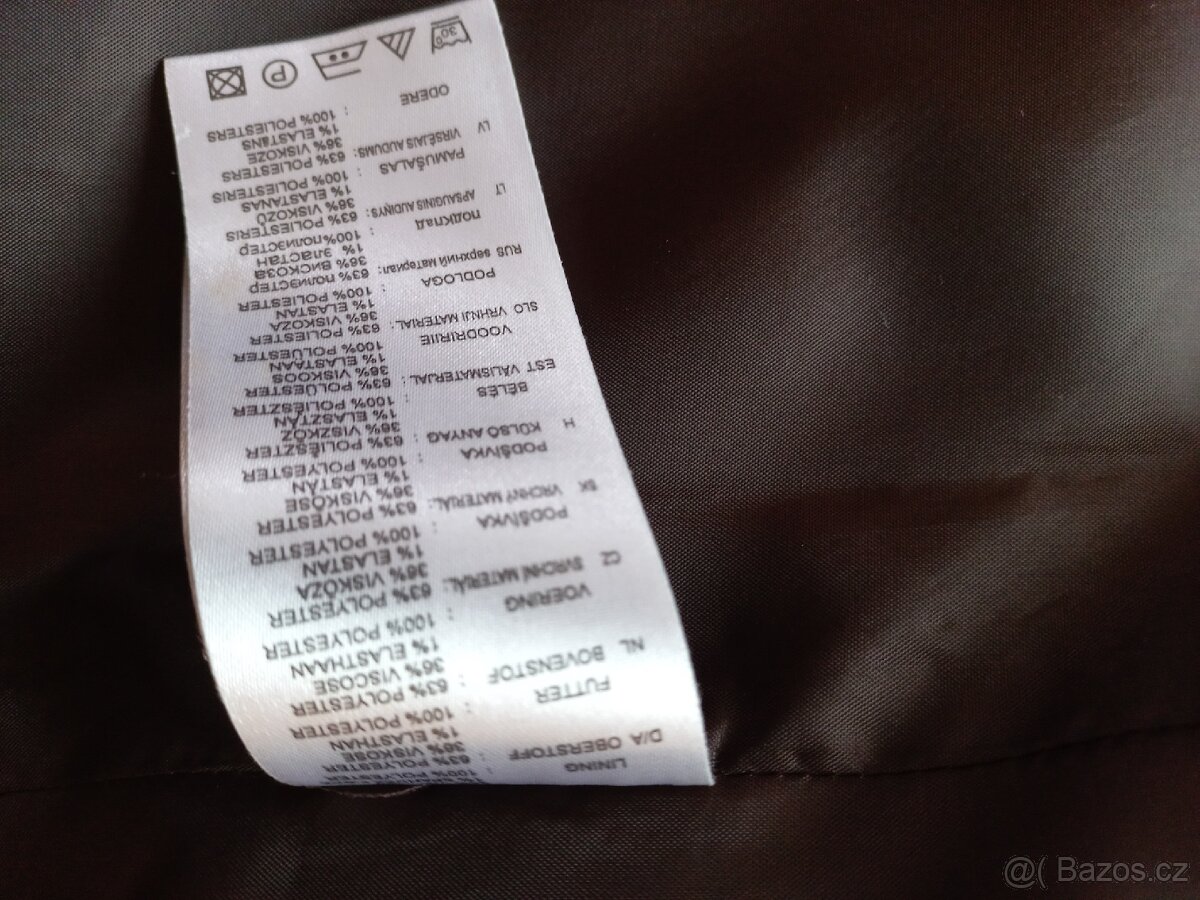 LINING : 100% POLYESTER
D/A OBERSTOFF : 63% POLYESTER
36% VISKOSE
1% ELASTHAN
FUTTER : 100% POLYESTER
NL BOVENSTOF : 63% POLYESTER
36% VISCOSE
1% ELASTHAAN
VOERING : 100% POLYESTER
CZ SVRCHNÍ MATERIÁL: 63% POLYESTER
36% VISKÓZA
1% ELASTAN
PODŠÍVKA : 100% POLYESTER
SK VRCHNÝ MATERIÁL: 63% POLYESTER
36% VISKÓSE
1% ELASTÁN
PODŠÍVKA : 100% POLYESTER
H KÜLSŐ ANYAG : 63% POLIÉSZTER
36% VISZKÓZ
1% ELASZTÁN
BÉLÉS : 100% POLIÉSZTER
EST VÄLISMATERJAL : 63% POLÜESTER
36% VISKOOS
1% ELASTAAN
VOODRIRIIE : 100% POLÜESTER
SLO VRHNJI MATERIAL: 63% POLIESTER
36% VISKOZA
1% ELASTAN
PODLOGA : 100% POLIESTER
RUS верхний материал: 63% полиэстер
36% вискоза
1% эластан
подклад : 100% полиэстер
LT APSAUGINIS AUDINYS: 63% POLIESTERIS
36% VISKOZŪ
1% ELASTANAS
PAMUŠALAS : 100% POLIESTERIS
LV VIRSĒJAIS AUDUMS: 63% POLIESTERS
36% VISKOZE
1% ELASTāNS
ODERE : 100% POLIESTERS
30° P
@( Bazos.cz